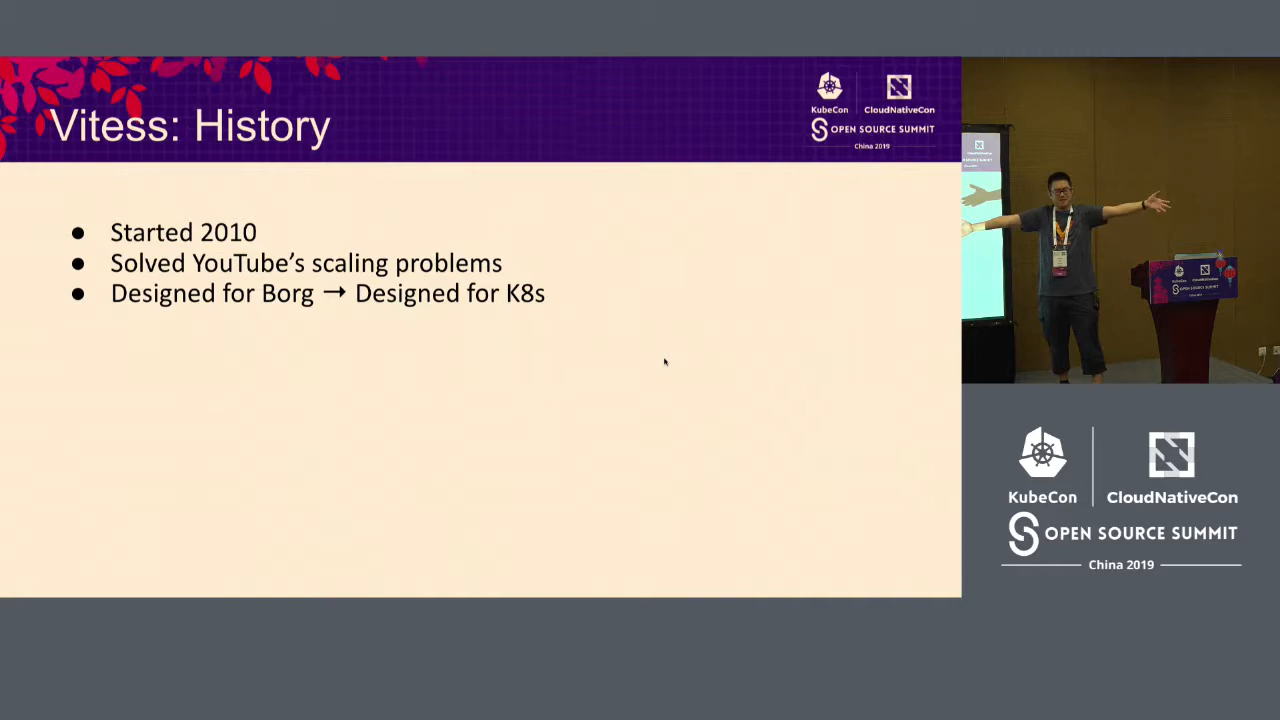 Vitess: History
KubeCon
CloudNativeCon
OPEN SOURCE SUMMIT
China 2019
● Started 2010
● Solved YouTube's scaling problems
● Designed for Borg → Designed for K8s
KubeCon
CloudNativeCon
OPEN SOURCE SUMMIT
China 2019